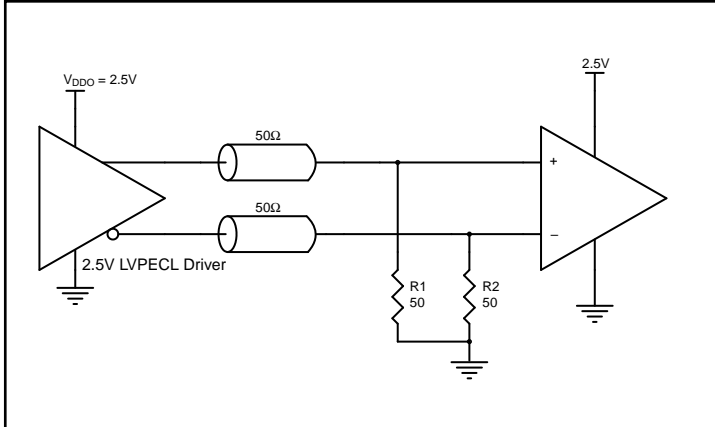 V_DDO = 2.5V
2.5V
50Ω
+
50Ω
–
2.5V LVPECL Driver
R1
50
R2
50